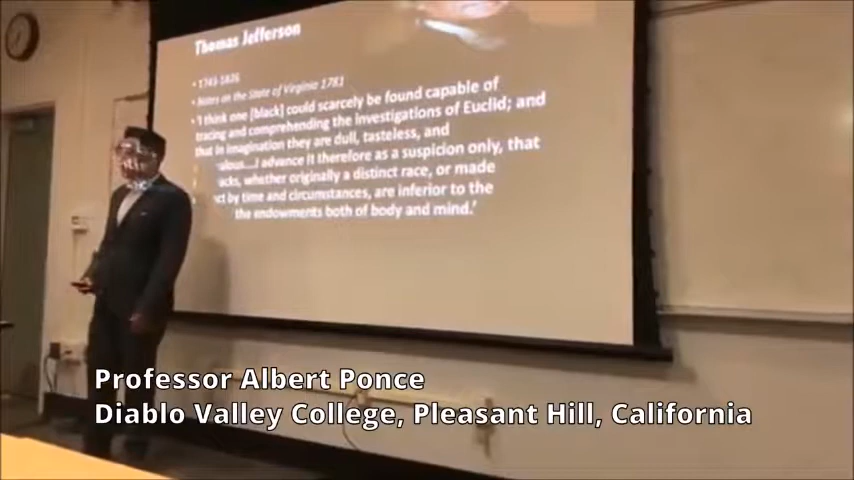 Thomas Jefferson
• 1743-1826
• Notes on the State of Virginia 1781
• 'I think one [black] could scarcely be found capable of
tracing and comprehending the investigations of Euclid; and
that in imagination they are dull, tasteless, and
alous...I advance it therefore as a suspicion only, that
acks, whether originally a distinct race, or made
ct by time and circumstances, are inferior to the
the endowments both of body and mind.'
Professor Albert Ponce
Diablo Valley College, Pleasant Hill, California